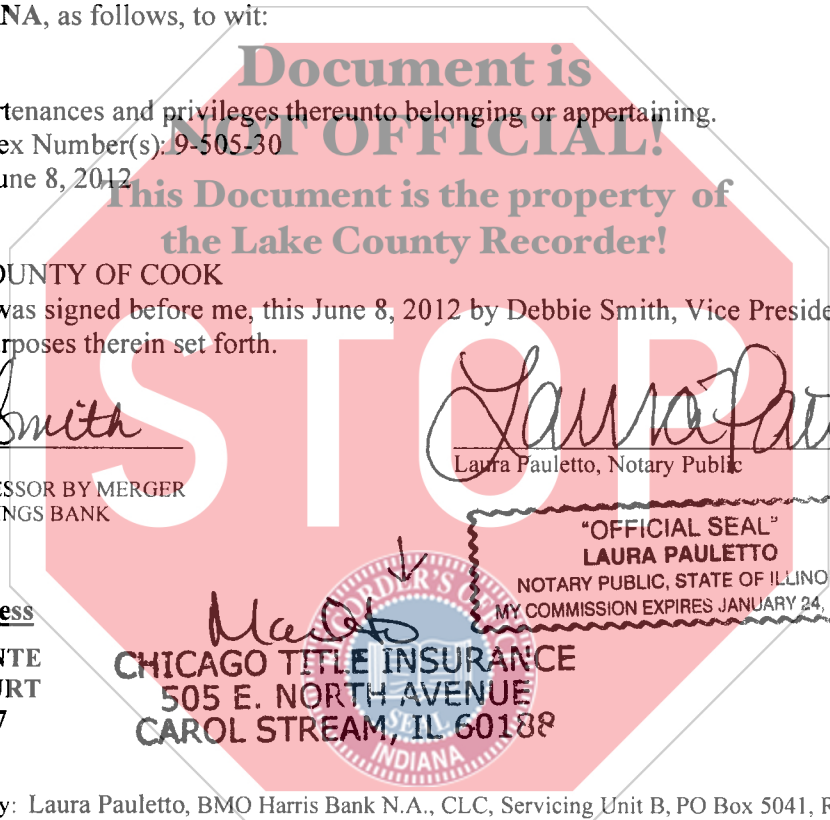 NA, as follows, to wit:
Document is
tenances and privileges thereunto belonging or appertaining.
NOT OFFICIAL!
ex Number(s): 9-505-30
une 8, 2012
This Document is the property of
the Lake County Recorder!
OUNTY OF COOK
was signed before me, this June 8, 2012 by Debbie Smith, Vice Preside
rposes therein set forth.
STOP
Smith
Laura Pau
Laura Pauletto, Notary Public
ESSOR BY MERGER
NGS BANK
"OFFICIAL SEAL"
LAURA PAULETTO
NOTARY PUBLIC, STATE OF ILLINO
MY COMMISSION EXPIRES JANUARY 24,
ess
NTE
URT
7
CHICAGO TITLE INSURANCE
505 E. NORTH AVENUE
CAROL STREAM, IL 60188
SEAL
INDIANA
y: Laura Pauletto, BMO Harris Bank N.A., CLC, Servicing Unit B, PO Box 5041, R